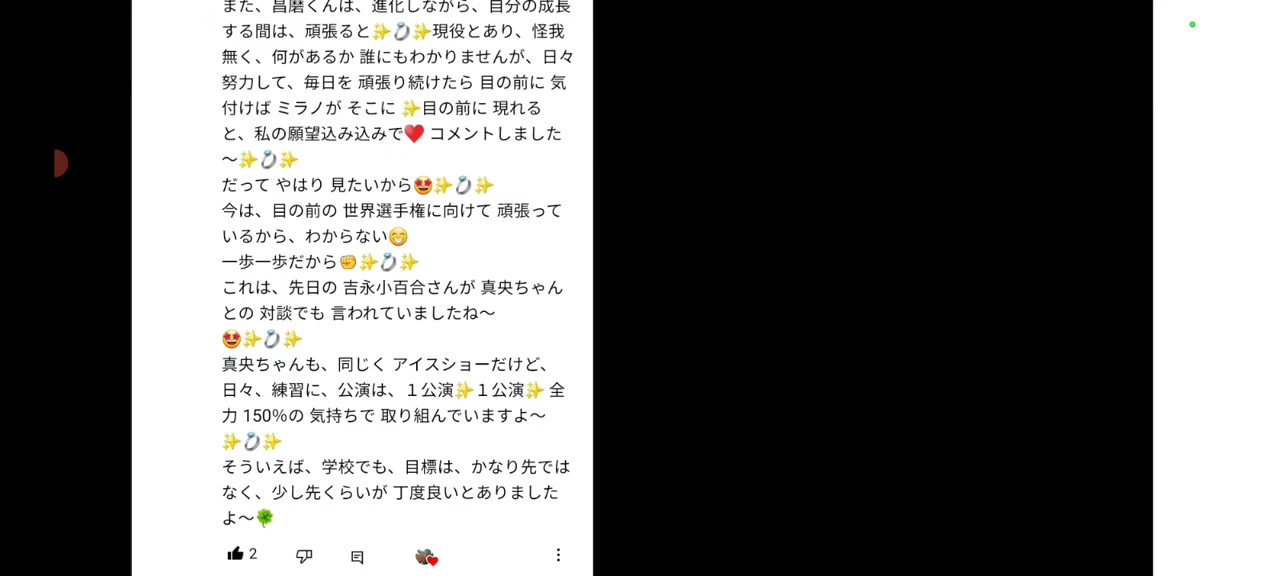 また、昌磨くんは、進化しながら、自分の成長
する間は、頑張ると✨💍✨現役とあり、怪我
無く、何があるか 誰にもわかりませんが、日々
努力して、毎日を 頑張り続けたら 目の前に 気
付けば ミラノが そこに ✨目の前に 現れる
と、私の願望込み込みで❤️ コメントしました
〜✨💍✨
だって やはり 見たいから🤩✨💍✨
今は、目の前の 世界選手権に向けて 頑張って
いるから、わからない😁
一歩一歩だから✊✨💍✨
これは、先日の 吉永小百合さんが 真央ちゃん
との 対談でも 言われていましたね〜
🤩✨💍✨
真央ちゃんも、同じく アイスショーだけど、
日々、練習に、公演は、１公演✨１公演✨ 全
力 150%の 気持ちで 取り組んでいますよ〜
✨💍✨
そういえば、学校でも、目標は、かなり先では
なく、少し先くらいが 丁度良いとありました
よ〜🍀
2